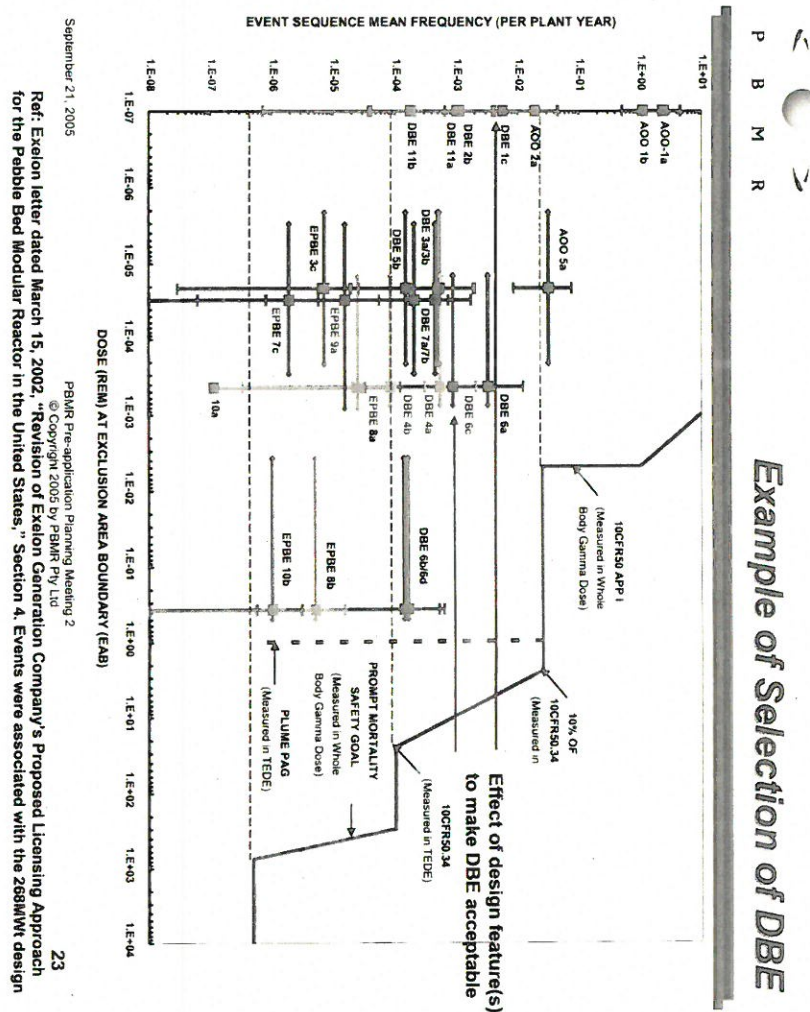 P B M R
Example of Selection of DBE
EVENT SEQUENCE MEAN FREQUENCY (PER PLANT YEAR)
1.E+01
1.E+00
1.E-01
1.E-02
1.E-03
1.E-04
1.E-05
1.E-06
1.E-07
1.E-08
AOO-1a
AOO 1b
AOO 2a
DBE 1c
DBE 2b
DBE 11a
DBE 11b
AOO 5a
DBE 3a/3b
DBE 5b
DBE 7a/7b
EPBE 3c
EPBE 9a
EPBE 7c
DBE 6a
DBE 6c
DBE 4a
DBE 4b
EPBE 8a
10a
DBE 6b/6d
EPBE 8b
EPBE 10b
10CFR50 APP I
(Measured in Whole
Body Gamma Dose)
10% OF
10CFR50.34
(Measured in
Effect of design feature(s)
to make DBE acceptable
10CFR50.34
(Measured in TEDE)
PROMPT MORTALITY
SAFETY GOAL
(Measured in Whole
Body Gamma Dose)
PLUME PAG
(Measured in TEDE)
1.E-07
1.E-06
1.E-05
1.E-04
1.E-03
1.E-02
1.E-01
1.E+00
1.E+01
1.E+02
1.E+03
1.E+04
DOSE (REM) AT EXCLUSION AREA BOUNDARY (EAB)
September 21, 2005
PBMR Pre-application Planning Meeting 2
© Copyright 2005 by PBMR Pty Ltd
23
Ref: Exelon letter dated March 15, 2002, "Revision of Exelon Generation Company's Proposed Licensing Approach
for the Pebble Bed Modular Reactor in the United States," Section 4. Events were associated with the 268MWt design